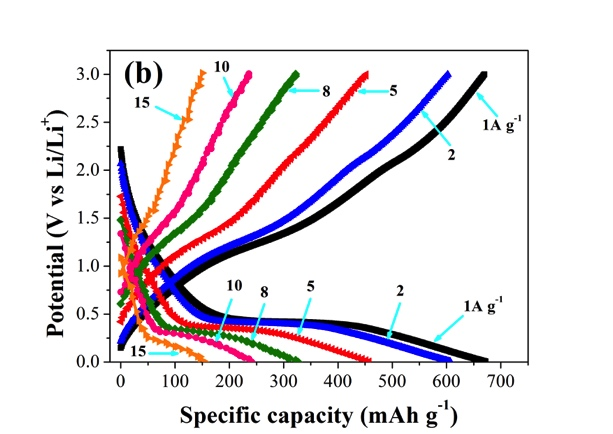 (b)
3.0
2.5
2.0
1.5
1.0
0.5
0.0
Potential (V vs Li/Li⁺)
15
10
8
5
2
1A g⁻¹
15
10
8
5
2
1A g⁻¹
0 100 200 300 400 500 600 700
Specific capacity (mAh g⁻¹)